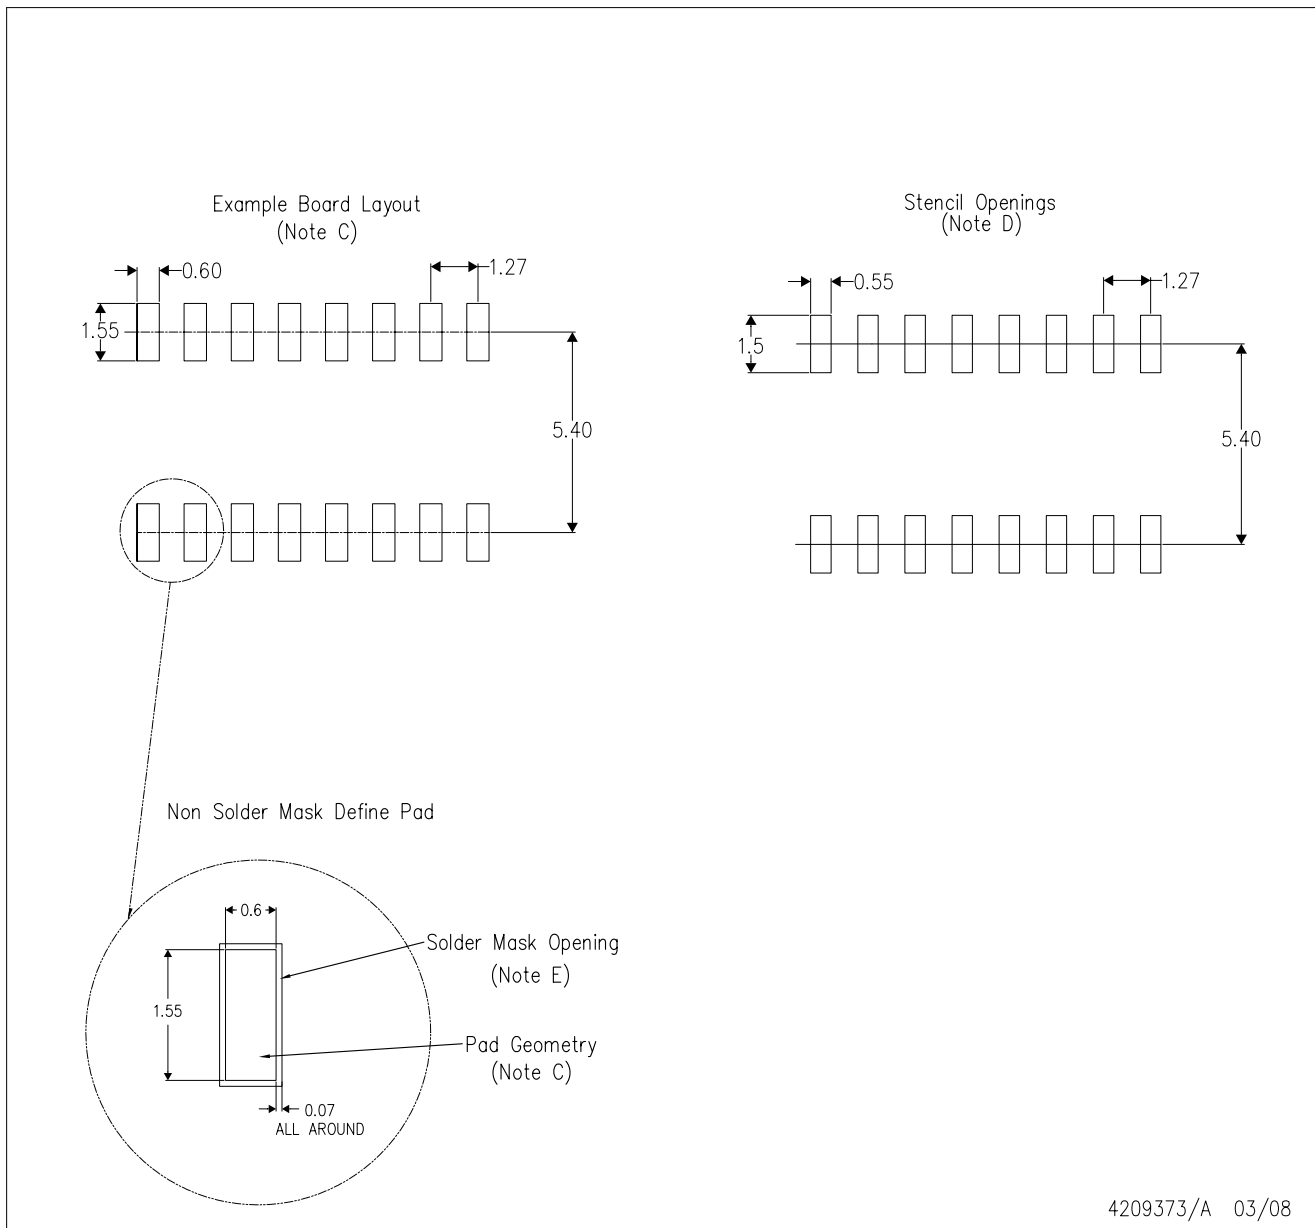 Example Board Layout
(Note C)
0.60
1.27
1.55
5.40
Stencil Openings
(Note D)
0.55
1.27
1.5
5.40
Non Solder Mask Define Pad
0.6
1.55
Solder Mask Opening
(Note E)
Pad Geometry
(Note C)
0.07
ALL AROUND
4209373/A 03/08